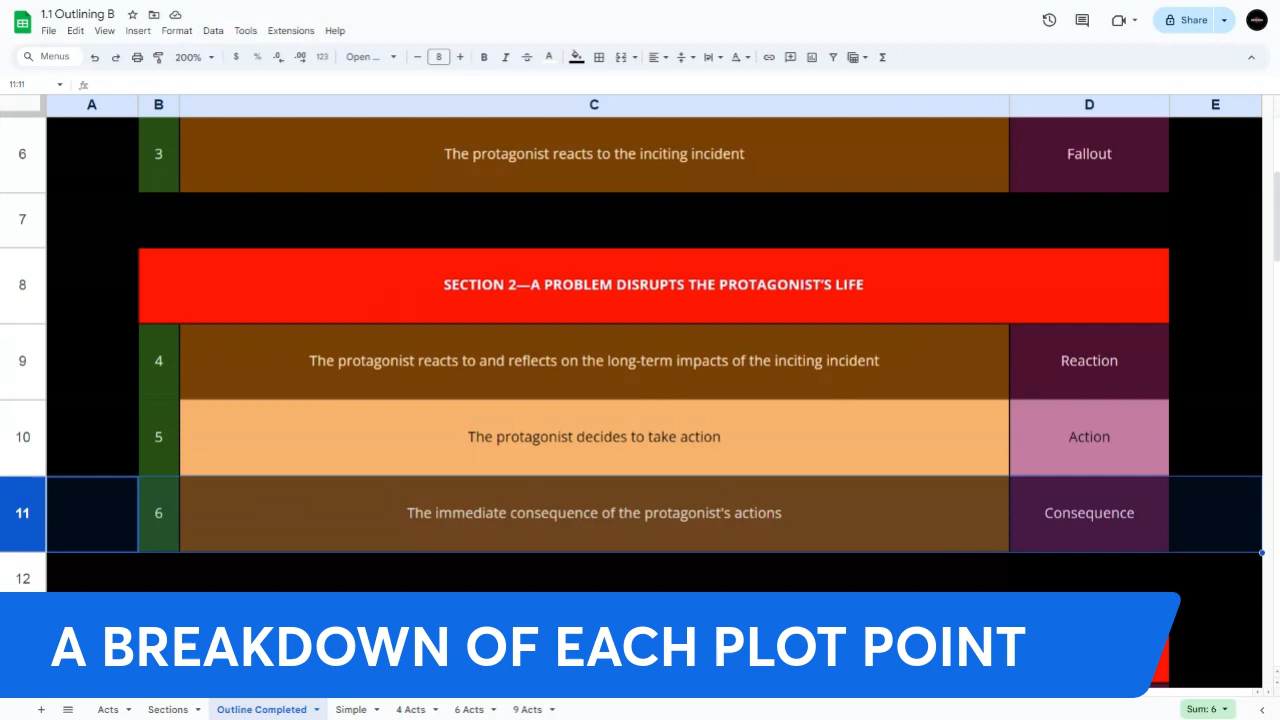 1.1 Outlining B
File Edit View Insert Format Data Tools Extensions Help
Share
Menus 200% $ % .0 .00 123 Open ... 8 B I A Σ
11:11 fx
A B C D E
6 3 The protagonist reacts to the inciting incident Fallout
7
8 SECTION 2—A PROBLEM DISRUPTS THE PROTAGONIST'S LIFE
9 4 The protagonist reacts to and reflects on the long-term impacts of the inciting incident Reaction
10 5 The protagonist decides to take action Action
11 6 The immediate consequence of the protagonist's actions Consequence
12
A BREAKDOWN OF EACH PLOT POINT
Acts Sections Outline Completed Simple 4 Acts 6 Acts 9 Acts Sum: 6